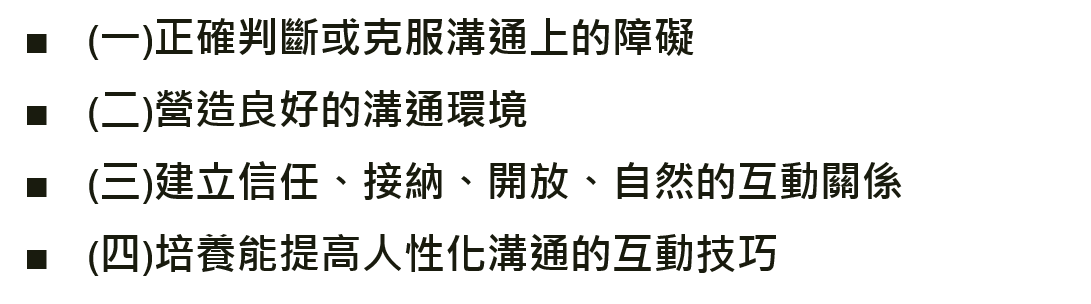 ■ (一)正確判斷或克服溝通上的障礙
■ (二)營造良好的溝通環境
■ (三)建立信任、接納、開放、自然的互動關係
■ (四)培養能提高人性化溝通的互動技巧